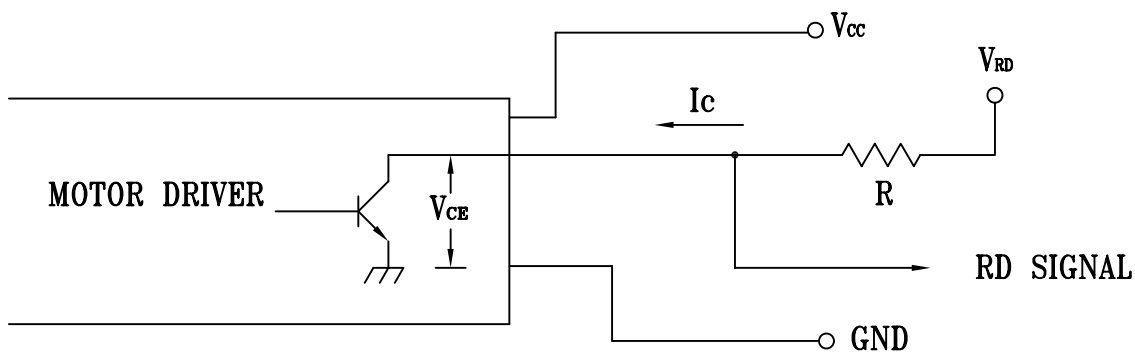 VCC
VRD
Ic
MOTOR DRIVER
VCE
R
RD SIGNAL
GND